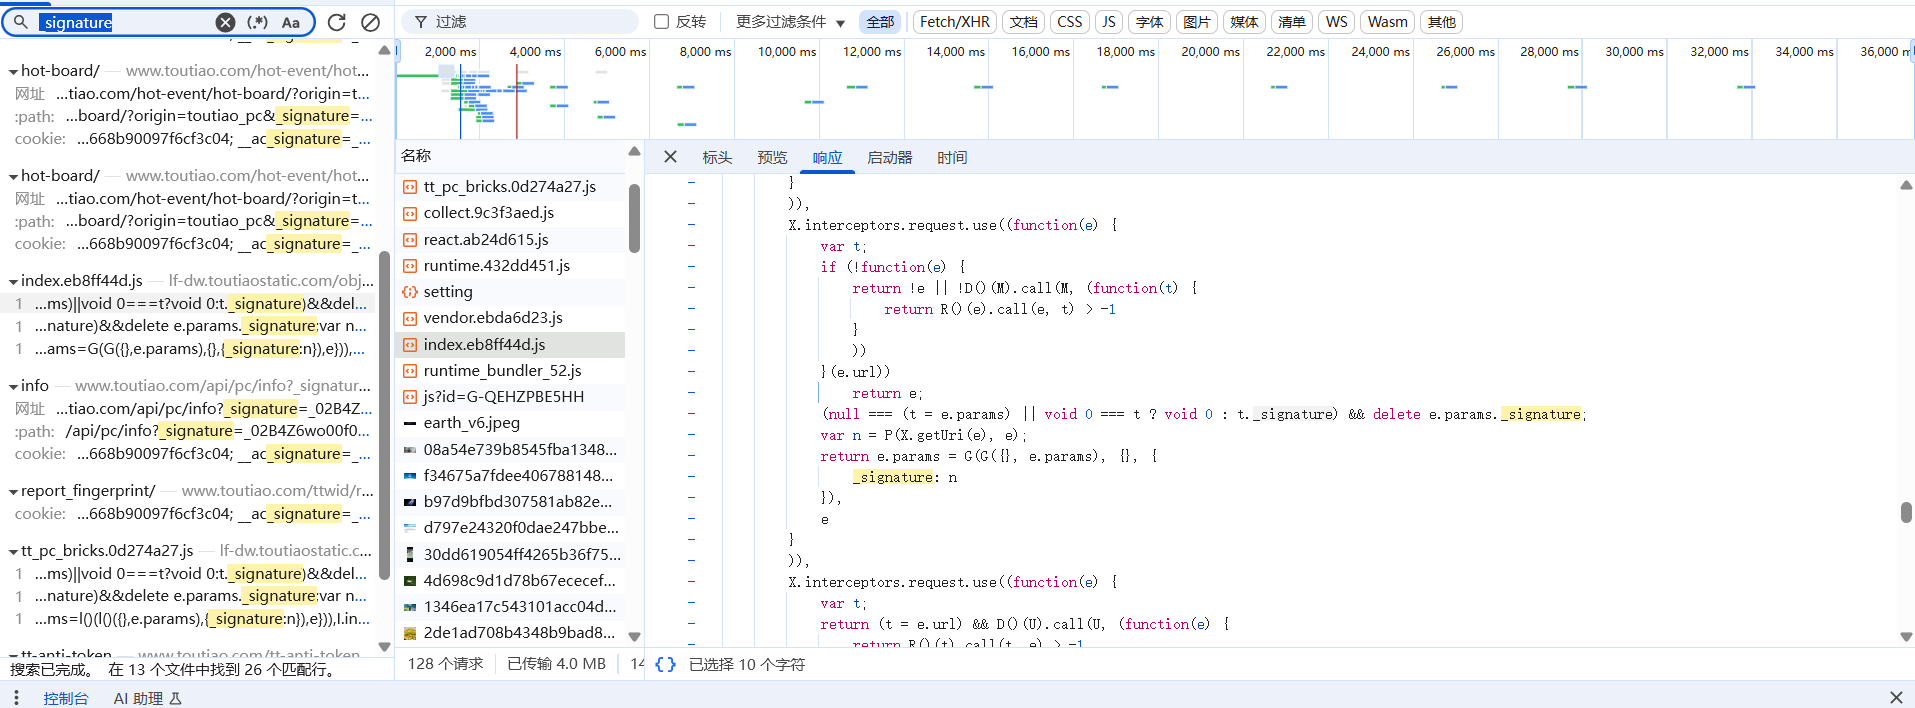 _signature
(.*)
Aa
hot-board/ — www.toutiao.com/hot-event/hot...
网址 ...tiao.com/hot-event/hot-board/?origin=t...
:path: ...board/?origin=toutiao_pc&_signature=...
cookie: ...668b90097f6cf3c04; __ac_signature=_...
hot-board/ — www.toutiao.com/hot-event/hot...
网址 ...tiao.com/hot-event/hot-board/?origin=t...
:path: ...board/?origin=toutiao_pc&_signature=...
cookie: ...668b90097f6cf3c04; __ac_signature=_...
index.eb8ff44d.js — lf-dw.toutiaostatic.com/obj...
1 ...ms)||void 0===t?void 0:t._signature)&&del...
1 ...nature)&&delete e.params._signature;var n...
1 ...ams=G(G({},e.params),{},{_signature:n}),e})),...
info — www.toutiao.com/api/pc/info?_signatur...
网址 ...tiao.com/api/pc/info?_signature=_02B4Z...
:path: /api/pc/info?_signature=_02B4Z6wo00f0...
cookie: ...668b90097f6cf3c04; __ac_signature=_...
report_fingerprint/ — www.toutiao.com/ttwid/r...
cookie: ...668b90097f6cf3c04; __ac_signature=_...
tt_pc_bricks.0d274a27.js — lf-dw.toutiaostatic.c...
1 ...ms)||void 0===t?void 0:t._signature)&&del...
1 ...nature)&&delete e.params._signature;var n...
1 ...ms=l()(l()({},e.params),{_signature:n}),e})),l.in...
tt-anti-token — www.toutiao.com/tt-anti-token
搜索已完成。 在 13 个文件中找到 26 个匹配行。
过滤
反转
更多过滤条件
全部
Fetch/XHR
文档
CSS
JS
字体
图片
媒体
清单
WS
Wasm
其他
2,000 ms
4,000 ms
6,000 ms
8,000 ms
10,000 ms
12,000 ms
14,000 ms
16,000 ms
18,000 ms
20,000 ms
22,000 ms
24,000 ms
26,000 ms
28,000 ms
30,000 ms
32,000 ms
34,000 ms
36,000 m
名称
tt_pc_bricks.0d274a27.js
collect.9c3f3aed.js
react.ab24d615.js
runtime.432dd451.js
setting
vendor.ebda6d23.js
index.eb8ff44d.js
runtime_bundler_52.js
js?id=G-QEHZPBE5HH
earth_v6.jpeg
08a54e739b8545fba1348...
f34675a7fdee406788148...
b97d9bfbd307581ab82e...
d797e24320f0dae247bbe...
30dd619054ff4265b36f75...
4d698c9d1d78b67ececef...
1346ea17c543101acc04d...
2de1ad708b4348b9bad8...
128 个请求
已传输 4.0 MB
14
标头
预览
响应
启动器
时间
}
)),
X.interceptors.request.use((function(e) {
var t;
if (!function(e) {
return !e || !D()(M).call(M, (function(t) {
return R()(e).call(e, t) > -1
}
))
}(e.url))
return e;
(null === (t = e.params) || void 0 === t ? void 0 : t._signature) && delete e.params._signature;
var n = P(X.getUri(e), e);
return e.params = G(G({}, e.params), {}, {
_signature: n
}),
e
}
)),
X.interceptors.request.use((function(e) {
var t;
return (t = e.url) && D()(U).call(U, (function(e) {
return R()(t).call(t, e) > -1
{} 已选择 10 个字符
控制台
AI 助理